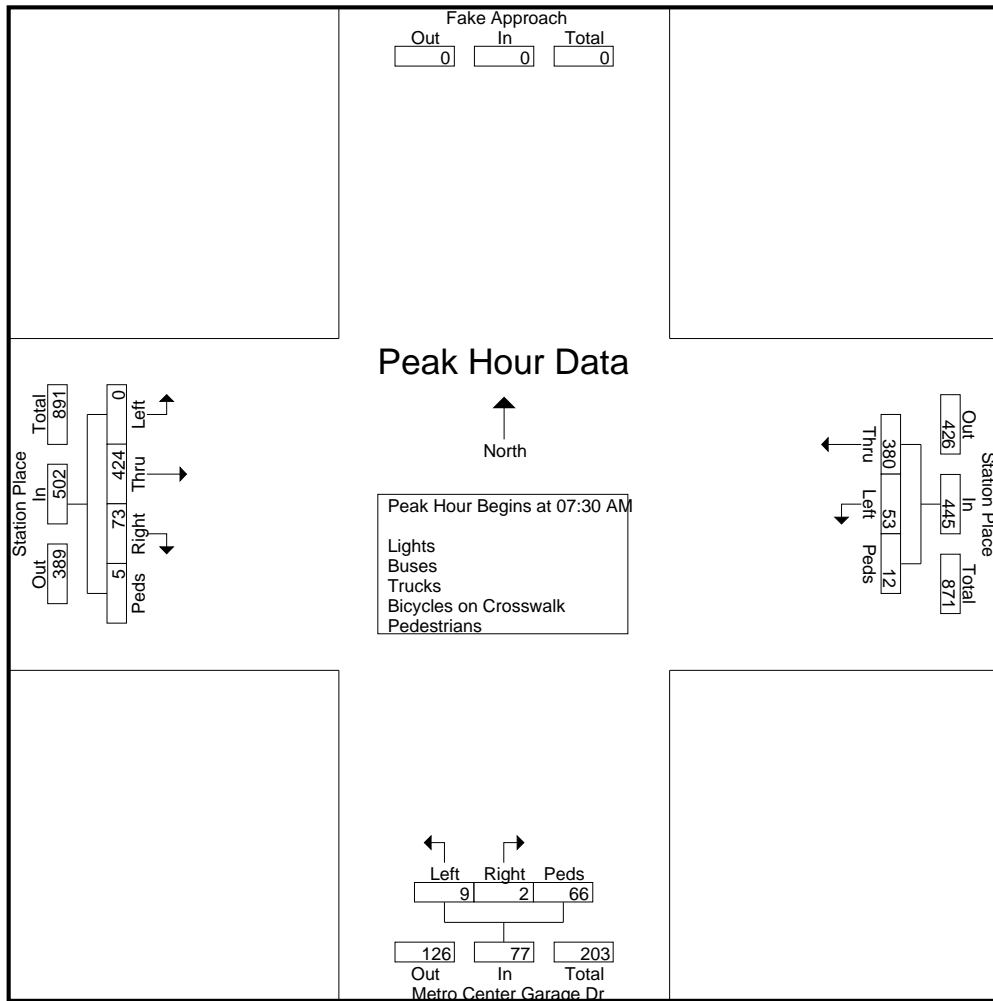 Fake Approach
Out In Total
0 0 0
Peak Hour Data
North
Peak Hour Begins at 07:30 AM
Lights
Buses
Trucks
Bicycles on Crosswalk
Pedestrians
Station Place
Total In Out
891 502 389
0 424 73 5
Left Thru Right Peds
Station Place
Out In Total
426 445 871
380 53 12
Thru Left Peds
Left Right Peds
9 2 66
126 77 203
Out In Total
Metro Center Garage Dr